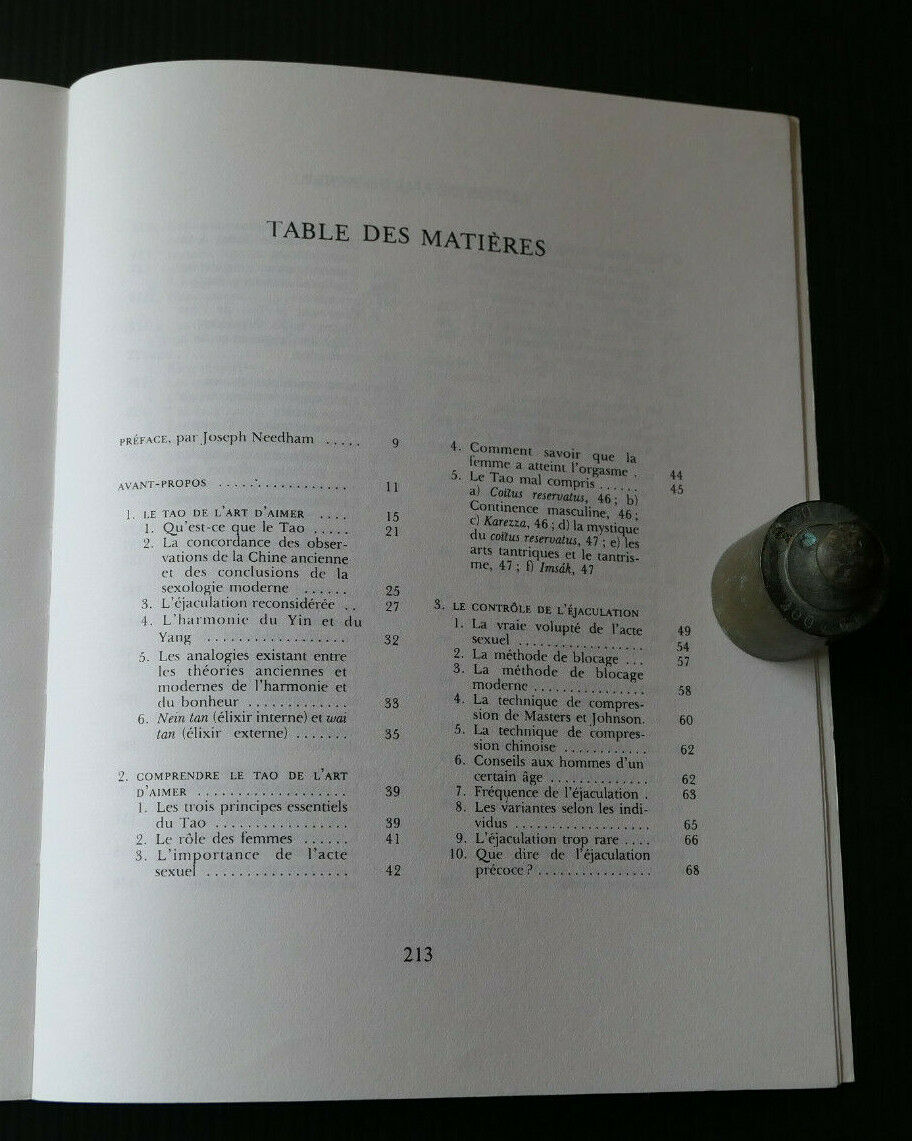 TABLE DES MATIÈRES
PRÉFACE, par Joseph Needham ..... 9
AVANT-PROPOS ............. 11
1. LE TAO DE L'ART D'AIMER .... 15
1. Qu'est-ce que le Tao ..... 21
2. La concordance des obser-
vations de la Chine ancienne
et des conclusions de la
sexologie moderne ...... 25
3. L'éjaculation reconsidérée .. 27
4. L'harmonie du Yin et du
Yang .................. 32
5. Les analogies existant entre
les théories anciennes et
modernes de l'harmonie et
du bonheur ............. 33
6. Nein tan (élixir interne) et wai
tan (élixir externe) ....... 35
2. COMPRENDRE LE TAO DE L'ART
D'AIMER ................... 39
1. Les trois principes essentiels
du Tao ................. 39
2. Le rôle des femmes ...... 41
3. L'importance de l'acte
sexuel .................. 42
4. Comment savoir que la
femme a atteint l'orgasme . 44
5. Le Tao mal compris ...... 45
a) Coïtus reservatus, 46 ; b)
Continence masculine, 46 ;
c) Karezza, 46 ; d) la mystique
du coïtus reservatus, 47 ; e) les
arts tantriques et le tantris-
me, 47 ; f) Imsák, 47
3. LE CONTRÔLE DE L'ÉJACULATION 49
1. La vraie volupté de l'acte
sexuel .................. 54
2. La méthode de blocage ... 57
3. La méthode de blocage
moderne ................ 58
4. La technique de compres-
sion de Masters et Johnson. 60
5. La technique de compres-
sion chinoise ............ 62
6. Conseils aux hommes d'un
certain âge ............. 62
7. Fréquence de l'éjaculation . 63
8. Les variantes selon les indi-
vidus ................... 65
9. L'éjaculation trop rare .... 66
10. Que dire de l'éjaculation
précoce ? ................ 68
213